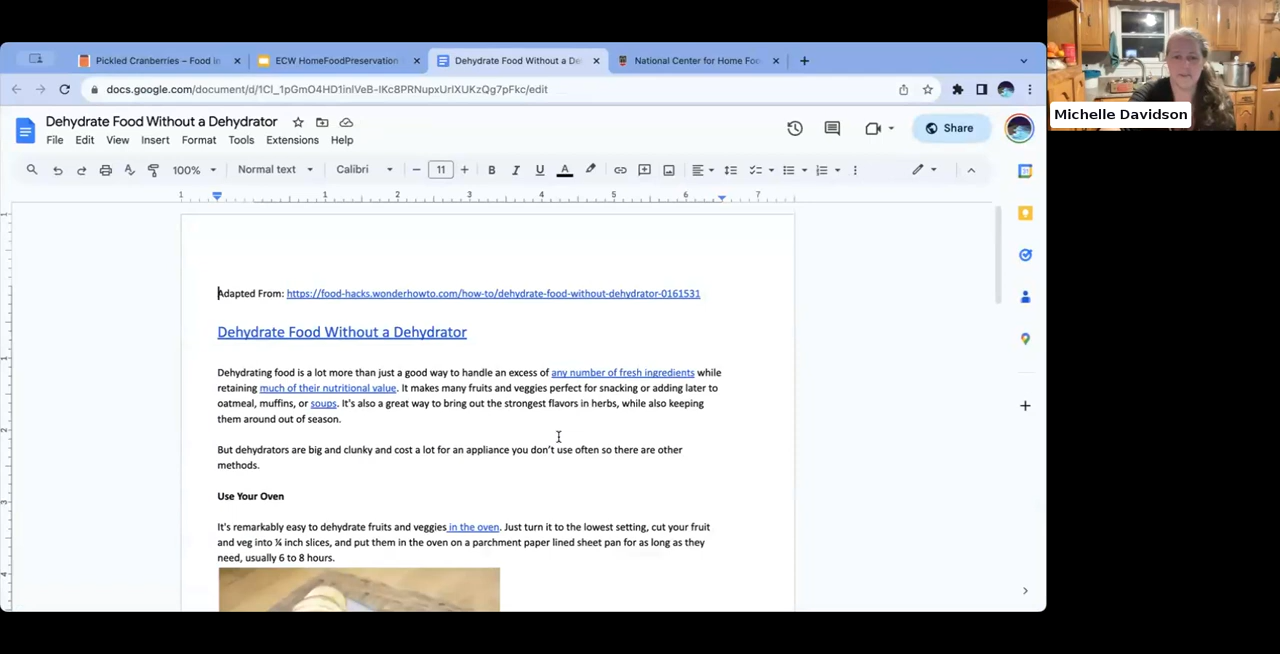 Pickled Cranberries – Food in
ECW HomeFoodPreservation
Dehydrate Food Without a De
National Center for Home Foo
docs.google.com/document/d/1Cl_1pGmO4HD1inIVeB-IKc8PRNupxUrIXUKzQg7pFkc/edit
Dehydrate Food Without a Dehydrator
File Edit View Insert Format Tools Extensions Help
Share
100% Normal text Calibri 11 B I U A
1 1 2 3 4 5 6 7
Adapted From: https://food-hacks.wonderhowto.com/how-to/dehydrate-food-without-dehydrator-0161531
Dehydrate Food Without a Dehydrator
Dehydrating food is a lot more than just a good way to handle an excess of any number of fresh ingredients while
retaining much of their nutritional value. It makes many fruits and veggies perfect for snacking or adding later to
oatmeal, muffins, or soups. It's also a great way to bring out the strongest flavors in herbs, while also keeping
them around out of season.
But dehydrators are big and clunky and cost a lot for an appliance you don't use often so there are other
methods.
Use Your Oven
It's remarkably easy to dehydrate fruits and veggies in the oven. Just turn it to the lowest setting, cut your fruit
and veg into ¼ inch slices, and put them in the oven on a parchment paper lined sheet pan for as long as they
need, usually 6 to 8 hours.
Michelle Davidson